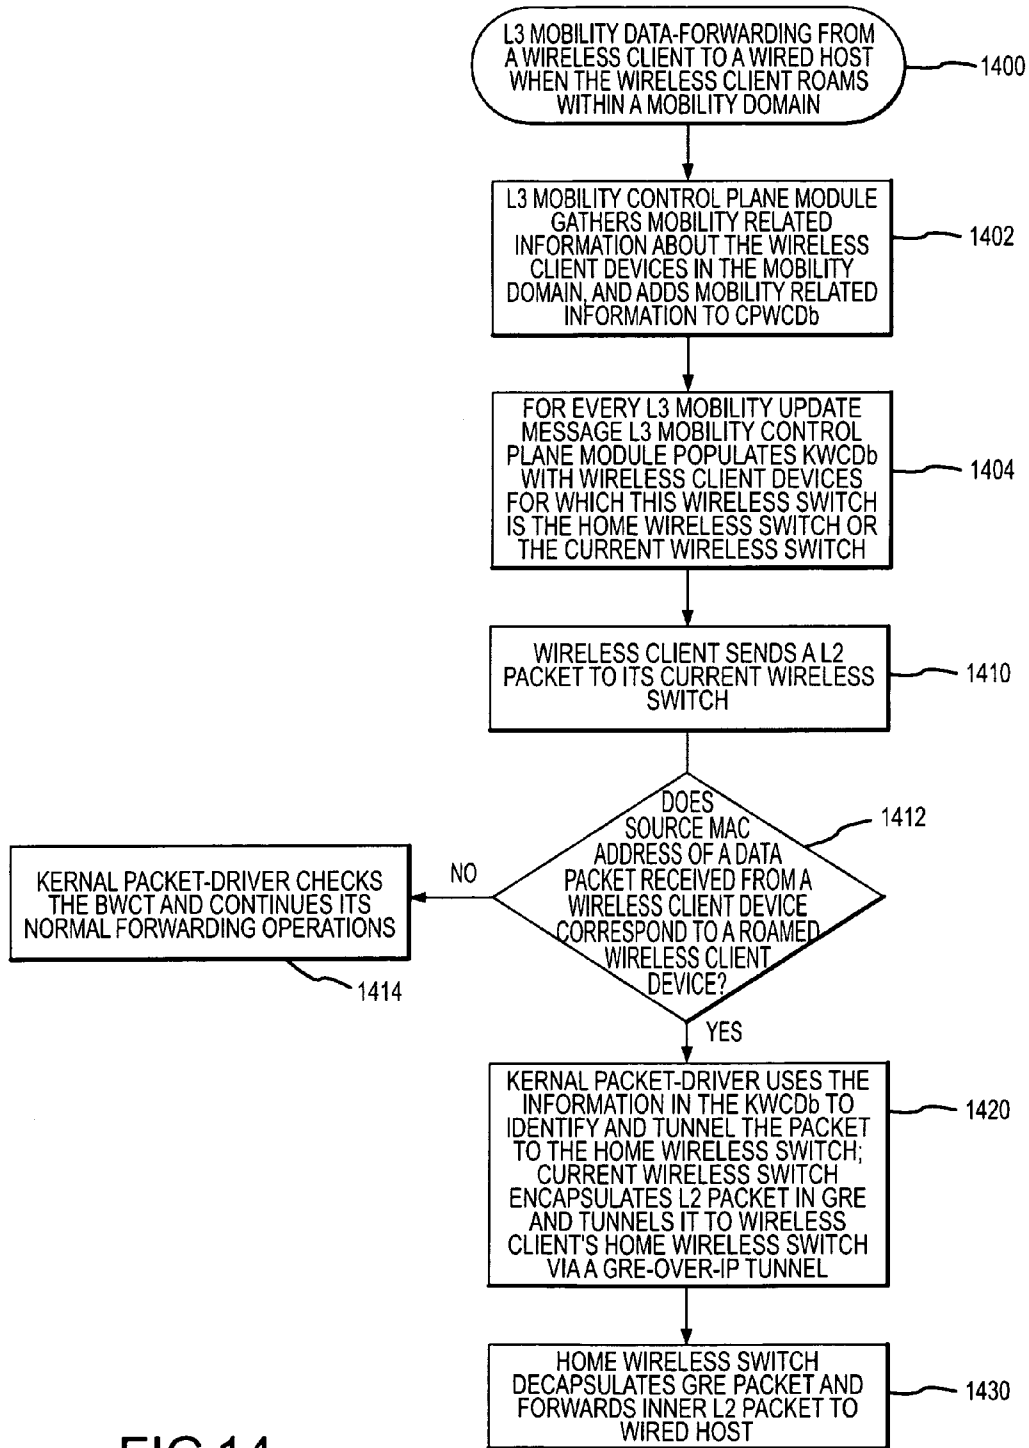 L3 MOBILITY DATA-FORWARDING FROM
A WIRELESS CLIENT TO A WIRED HOST
WHEN THE WIRELESS CLIENT ROAMS
WITHIN A MOBILITY DOMAIN
1400
L3 MOBILITY CONTROL PLANE MODULE
GATHERS MOBILITY RELATED
INFORMATION ABOUT THE WIRELESS
CLIENT DEVICES IN THE MOBILITY
DOMAIN, AND ADDS MOBILITY RELATED
INFORMATION TO CPWCDb
1402
FOR EVERY L3 MOBILITY UPDATE
MESSAGE L3 MOBILITY CONTROL
PLANE MODULE POPULATES KWCDb
WITH WIRELESS CLIENT DEVICES
FOR WHICH THIS WIRELESS SWITCH
IS THE HOME WIRELESS SWITCH OR
THE CURRENT WIRELESS SWITCH
1404
WIRELESS CLIENT SENDS A L2
PACKET TO ITS CURRENT WIRELESS
SWITCH
1410
DOES
SOURCE MAC
ADDRESS OF A DATA
PACKET RECEIVED FROM A
WIRELESS CLIENT DEVICE
CORRESPOND TO A ROAMED
WIRELESS CLIENT
DEVICE?
1412
NO
KERNAL PACKET-DRIVER CHECKS
THE BWCT AND CONTINUES ITS
NORMAL FORWARDING OPERATIONS
1414
YES
KERNAL PACKET-DRIVER USES THE
INFORMATION IN THE KWCDb TO
IDENTIFY AND TUNNEL THE PACKET
TO THE HOME WIRELESS SWITCH;
CURRENT WIRELESS SWITCH
ENCAPSULATES L2 PACKET IN GRE
AND TUNNELS IT TO WIRELESS
CLIENT'S HOME WIRELESS SWITCH
VIA A GRE-OVER-IP TUNNEL
1420
HOME WIRELESS SWITCH
DECAPSULATES GRE PACKET AND
FORWARDS INNER L2 PACKET TO
WIRED HOST
1430
FIG.14